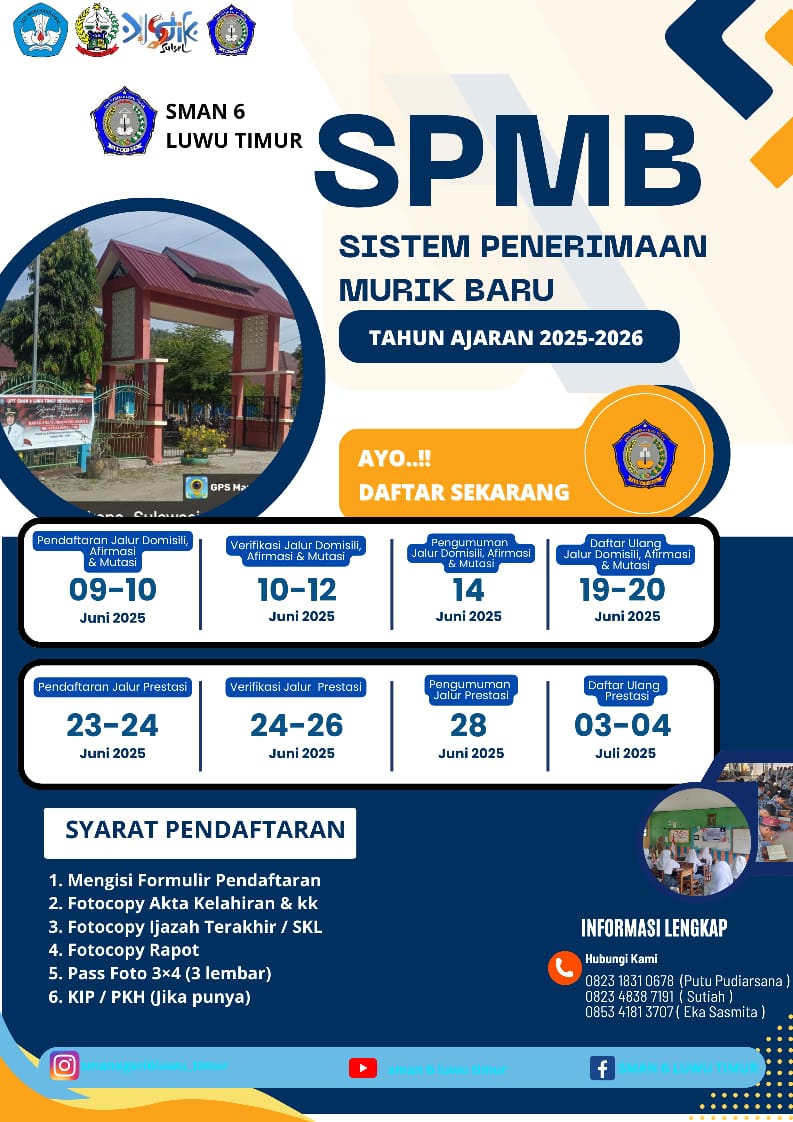 SMAN 6
LUWU TIMUR
SPMB
SISTEM PENERIMAAN
MURIK BARU
TAHUN AJARAN 2025-2026
AYO..!!
DAFTAR SEKARANG
GPS Ma
Pendaftaran Jalur Domisili,
Afirmasi
& Mutasi
09-10
Juni 2025
Verifikasi Jalur Domisili,
Afirmasi & Mutasi
10-12
Juni 2025
Pengumuman
Jalur Domisili, Afirmasi
& Mutasi
14
Juni 2025
Daftar Ulang
Jalur Domisili, Afirmasi
& Mutasi
19-20
Juni 2025
Pendaftaran Jalur Prestasi
23-24
Juni 2025
Verifikasi Jalur Prestasi
24-26
Juni 2025
Pengumuman
Jalur Prestasi
28
Juni 2025
Daftar Ulang
Prestasi
03-04
Juli 2025
SYARAT PENDAFTARAN
1. Mengisi Formulir Pendaftaran
2. Fotocopy Akta Kelahiran & kk
3. Fotocopy Ijazah Terakhir / SKL
4. Fotocopy Rapot
5. Pass Foto 3×4 (3 lembar)
6. KIP / PKH (Jika punya)
INFORMASI LENGKAP
Hubungi Kami
0823 1831 0678 (Putu Pudiarsana )
0823 4838 7191 ( Sutiah )
0853 4181 3707 ( Eka Sasmita )
SMAN 6 LUWU TIMUR